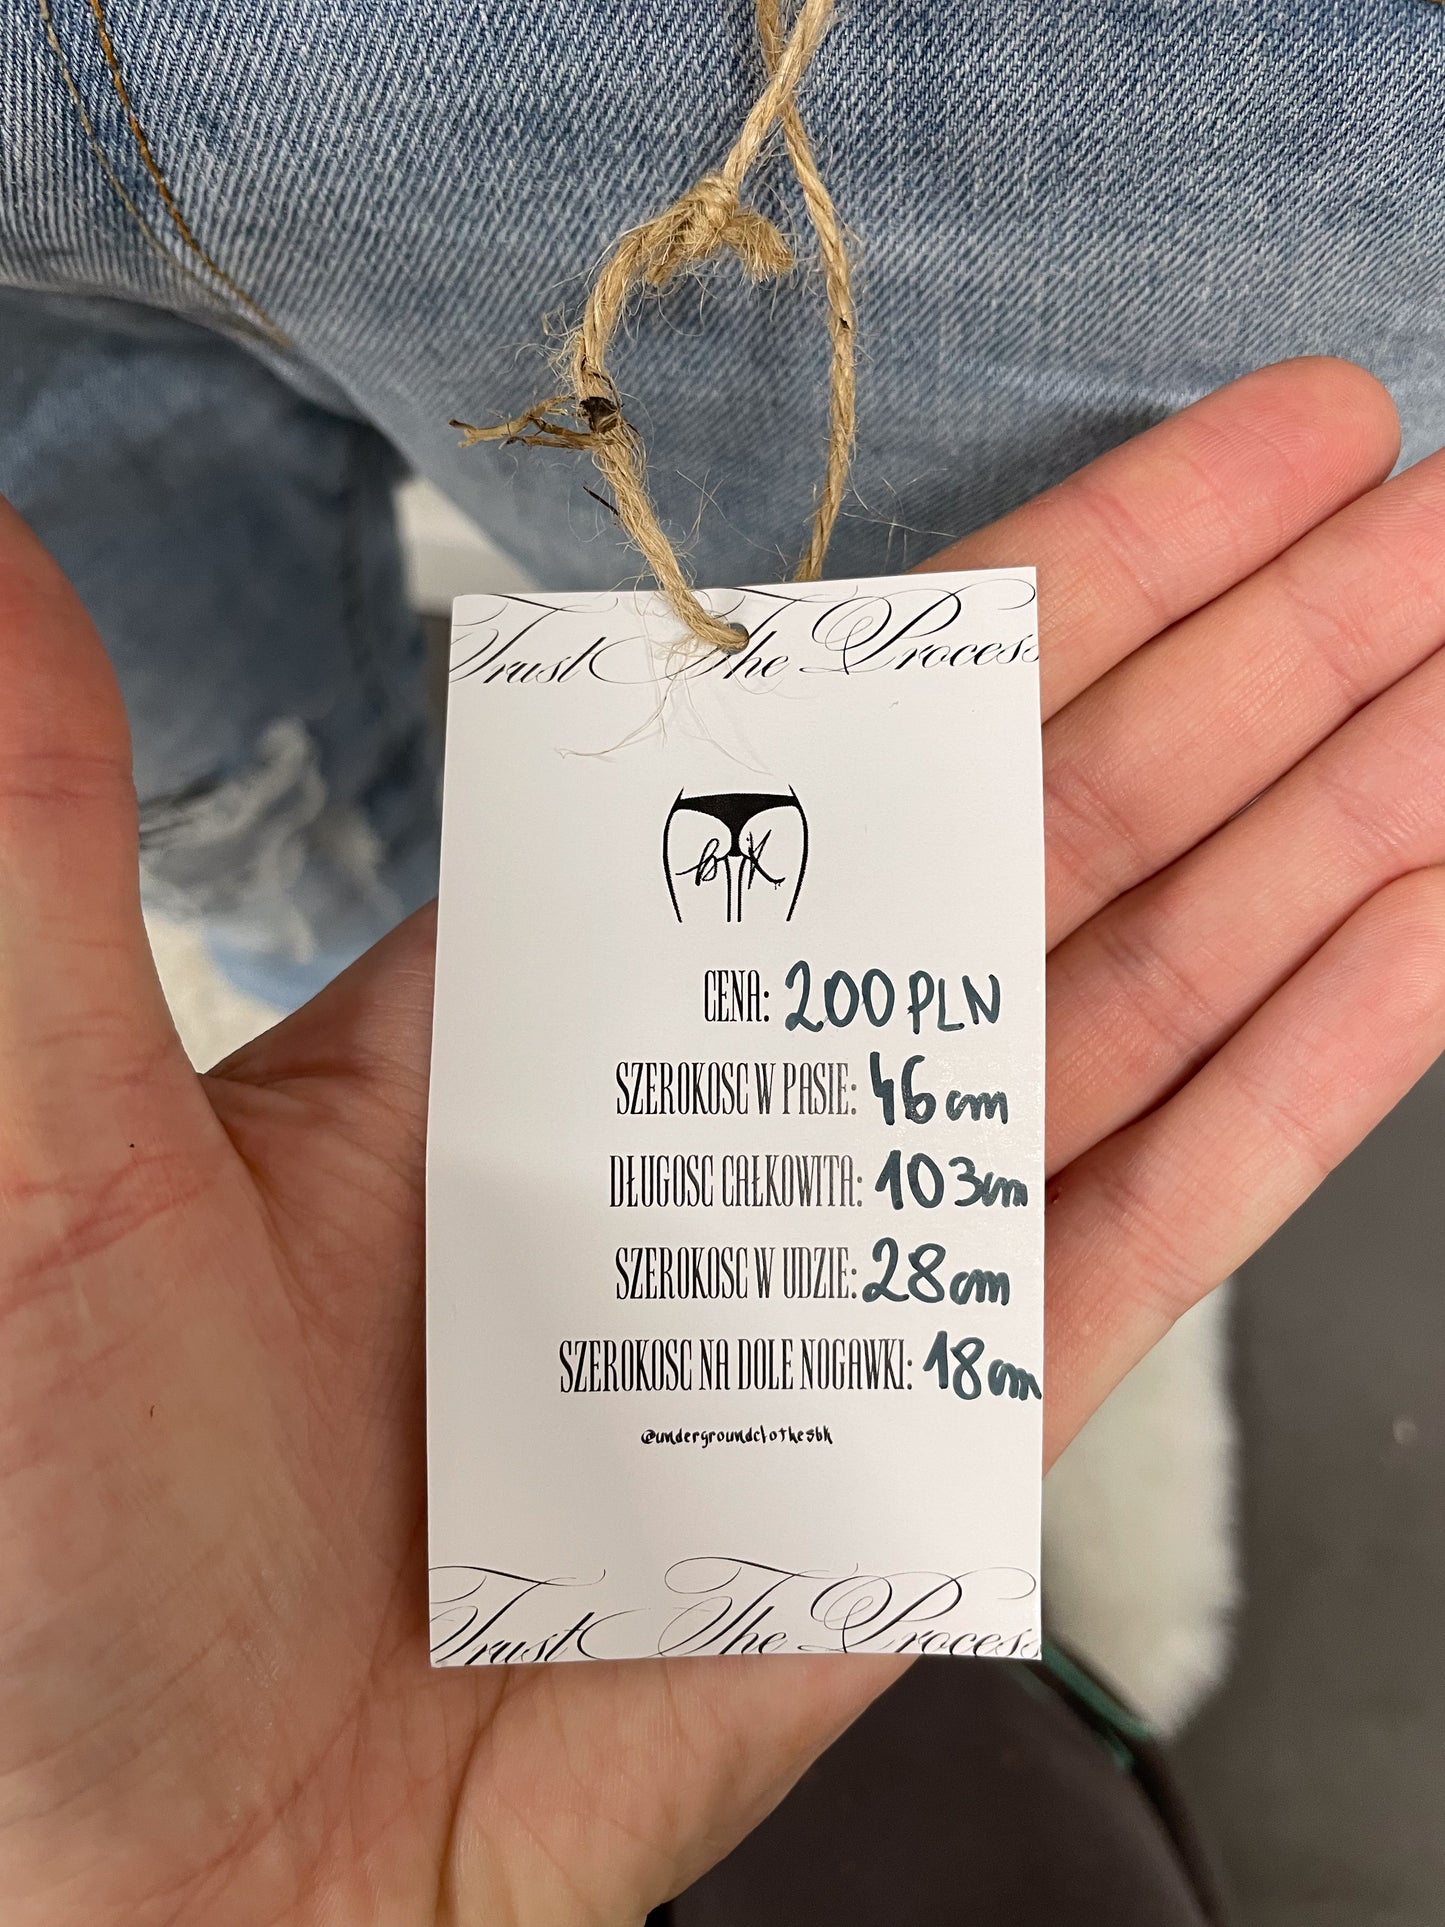 Trust The Process
bk
CENA: 200 PLN
SZEROKOSC W PASIE: 46 cm
DŁUGOSC CAŁKOWITA: 103 cm
SZEROKOSC W UDZIE: 28 cm
SZEROKOSC NA DOLE NOGAWKI: 18 cm
@undergroundclothesbk
Trust The Process